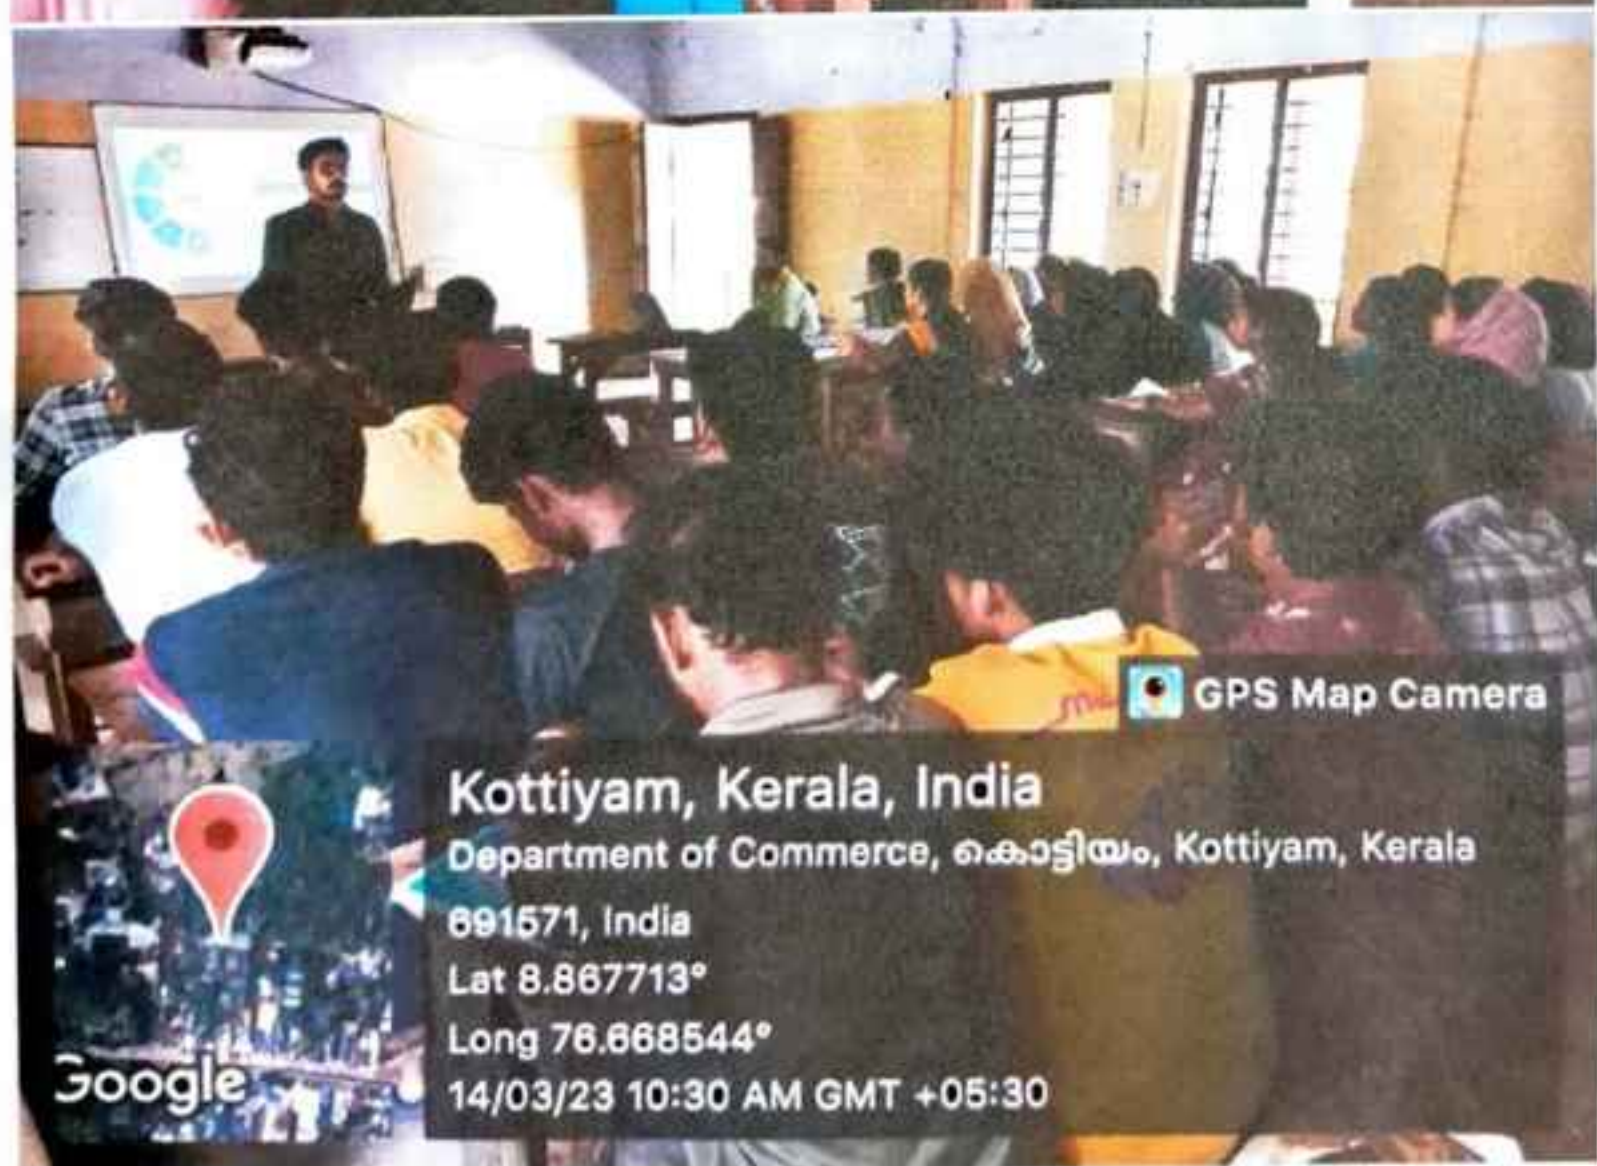 GPS Map Camera
Kottiyam, Kerala, India
Department of Commerce, കൊട്ടിയം, Kottiyam, Kerala
691571, India
Lat 8.867713°
Long 76.668544°
14/03/23 10:30 AM GMT +05:30
Google